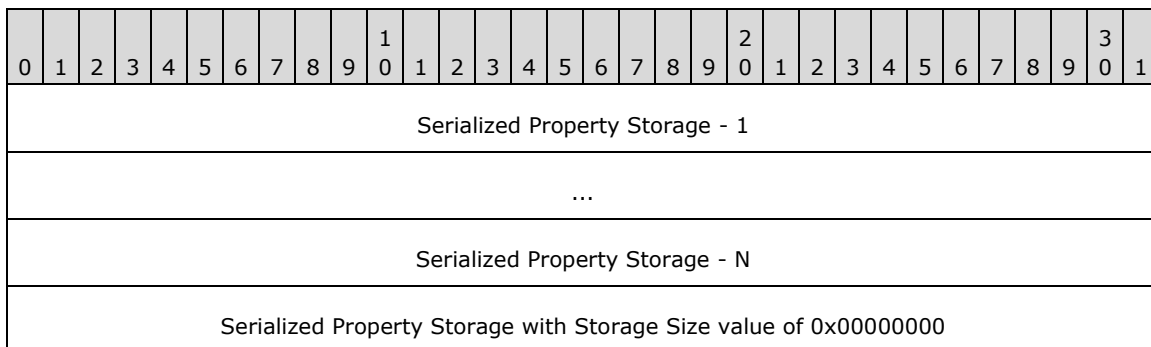 1 2 3
0 1 2 3 4 5 6 7 8 9 0 1 2 3 4 5 6 7 8 9 0 1 2 3 4 5 6 7 8 9 0 1
Serialized Property Storage - 1
...
Serialized Property Storage - N
Serialized Property Storage with Storage Size value of 0x00000000